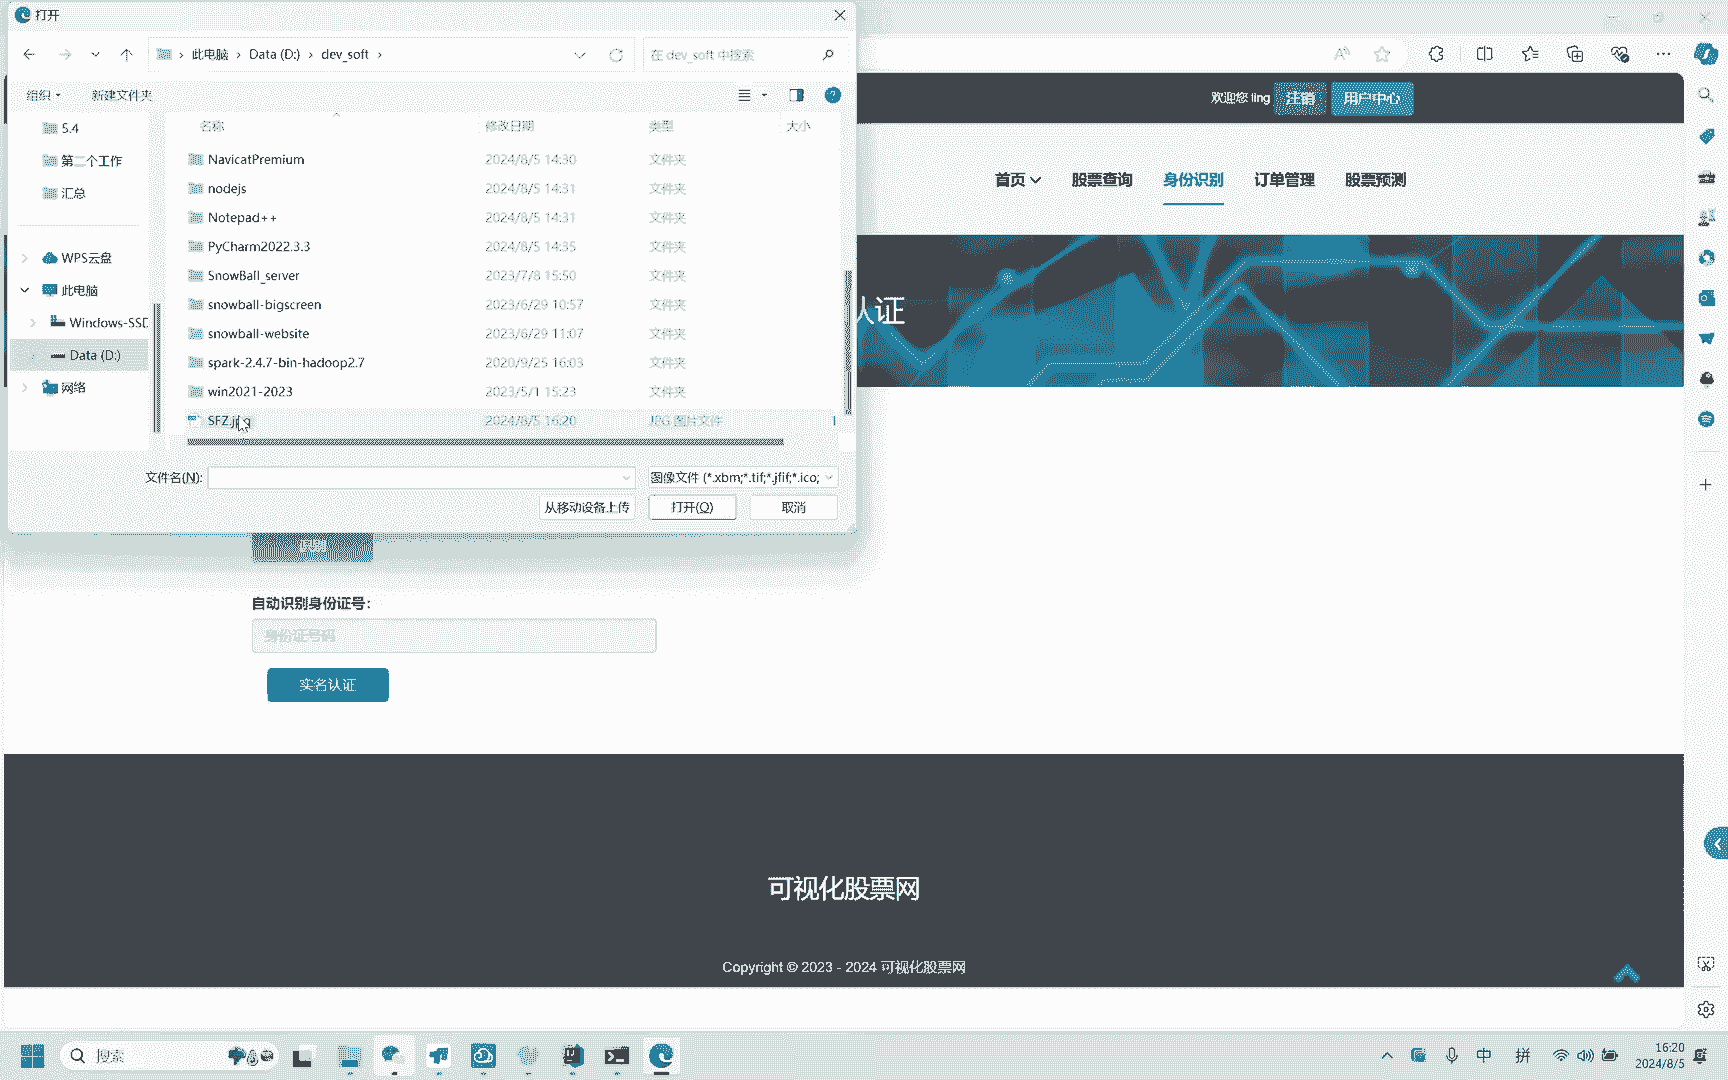 打开
此电脑 Data (D:) dev_soft
在 dev_soft 中搜索
组织 新建文件夹
欢迎您 ling 注销 用户中心
5.4
第二个工作
汇总
WPS云盘
此电脑
Windows-SSD
Data (D:)
网络
名称 修改日期 类型 大小
NavicatPremium 2024/8/5 14:30 文件夹
nodejs 2024/8/5 14:31 文件夹
Notepad++ 2024/8/5 14:31 文件夹
PyCharm2022.3.3 2024/8/5 14:35 文件夹
SnowBall_server 2023/7/8 15:50 文件夹
snowball-bigscreen 2023/6/29 10:57 文件夹
snowball-website 2023/6/29 11:07 文件夹
spark-2.4.7-bin-hadoop2.7 2020/9/25 16:03 文件夹
win2021-2023 2023/5/1 15:23 文件夹
SFZ.jpg 2024/8/5 16:20 JPG 图片文件 1
首页 股票查询 身份识别 订单管理 股票预测
认证
文件名(N): 图像文件 (*.xbm;*.tif;*.jfif;*.ico;
从移动设备上传 打开(O) 取消
识别
自动识别身份证号:
身份证号码
实名认证
可视化股票网
Copyright © 2023 - 2024 可视化股票网
搜索
中 拼 16:20
2024/8/5